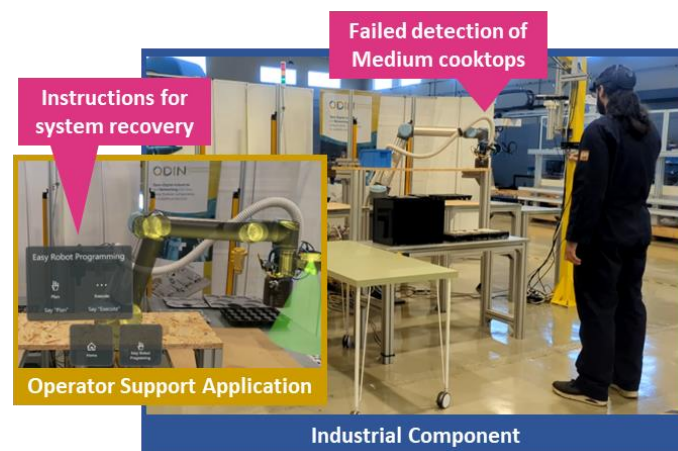 Failed detection of
Medium cooktops
Instructions for
system recovery
ODIN
ODIN
Easy Robot Programming
Plan
Execute
Say "Plan"
Say "Execute"
Home
Easy Robot
Programing
Operator Support Application
Industrial Component